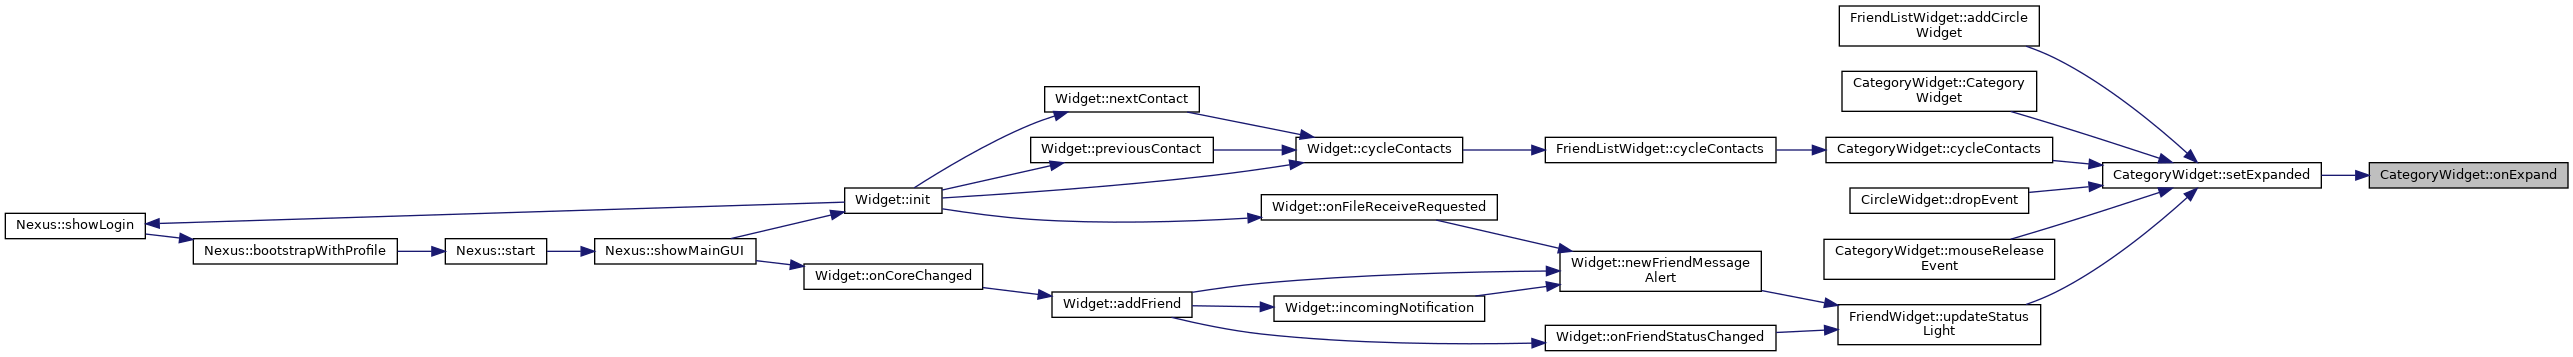 FriendListWidget::addCircle
Widget
CategoryWidget::Category
Widget
Widget::nextContact
Widget::previousContact
Widget::cycleContacts
FriendListWidget::cycleContacts
CategoryWidget::cycleContacts
CategoryWidget::setExpanded
CategoryWidget::onExpand
Widget::init
Widget::onFileReceiveRequested
CircleWidget::dropEvent
Nexus::showLogin
Nexus::bootstrapWithProfile
Nexus::start
Nexus::showMainGUI
CategoryWidget::mouseRelease
Event
Widget::onCoreChanged
Widget::newFriendMessage
Alert
Widget::addFriend
Widget::incomingNotification
FriendWidget::updateStatus
Light
Widget::onFriendStatusChanged